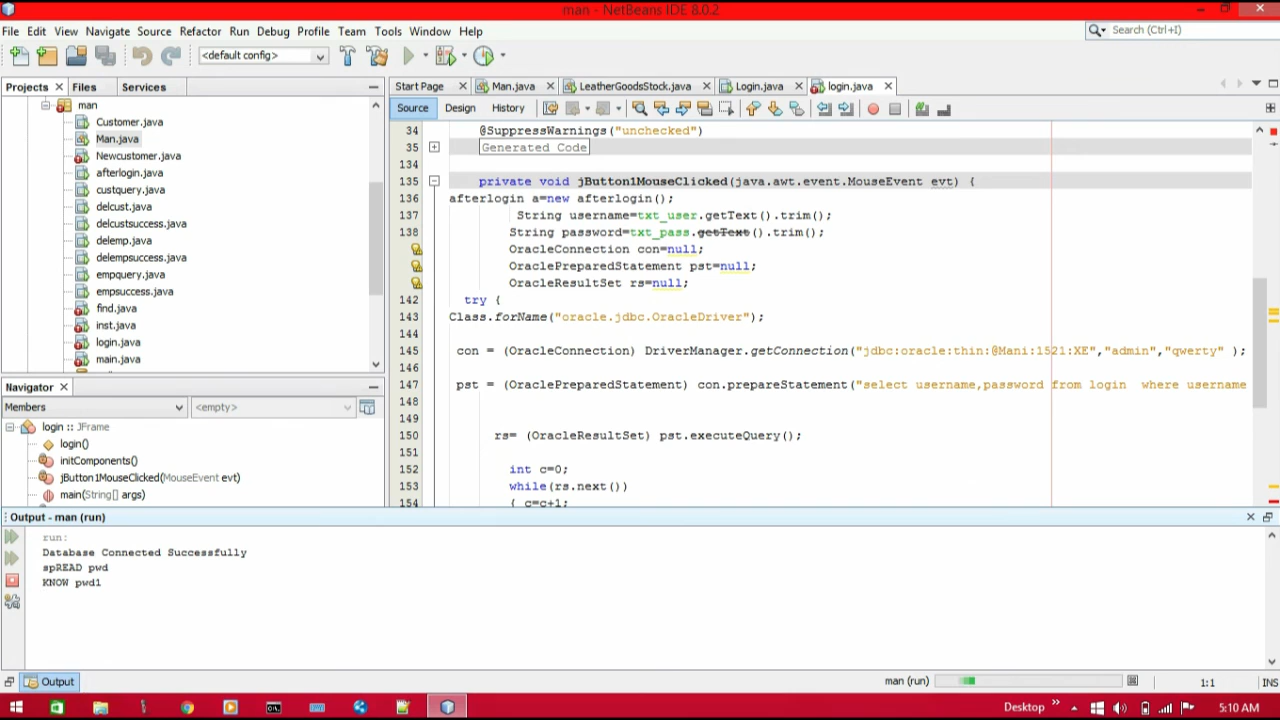 man - NetBeans IDE 8.0.2
File Edit View Navigate Source Refactor Run Debug Profile Team Tools Window Help
Search (Ctrl+I)
<default config>
Projects Files Services
Start Page Man.java LeatherGoodsStock.java Login.java login.java
Source Design History
man
Customer.java
Man.java
Newcustomer.java
afterlogin.java
custquery.java
delcust.java
delcustsuccess.java
delemp.java
delempsuccess.java
empquery.java
empsuccess.java
find.java
inst.java
login.java
main.java
34 @SuppressWarnings("unchecked")
35 Generated Code
134
135 private void jButton1MouseClicked(java.awt.event.MouseEvent evt) {
136 afterlogin a=new afterlogin();
137 String username=txt_user.getText().trim();
138 String password=txt_pass.getText().trim();
OracleConnection con=null;
OraclePreparedStatement pst=null;
OracleResultSet rs=null;
142 try {
143 Class.forName("oracle.jdbc.OracleDriver");
144
145 con = (OracleConnection) DriverManager.getConnection("jdbc:oracle:thin:@Mani:1521:XE","admin","qwerty" );
146
147 pst = (OraclePreparedStatement) con.prepareStatement("select username,password from login  where username
148
149
150 rs= (OracleResultSet) pst.executeQuery();
151
152 int c=0;
153 while(rs.next())
154 { c=c+1;
Navigator
Members <empty>
login :: JFrame
login()
initComponents()
jButton1MouseClicked(MouseEvent evt)
main(String[] args)
Output - man (run)
run:
Database Connected Successfully
spREAD pwd
KNOW pwd1
Output
man (run) 1:1 INS
Desktop 5:10 AM